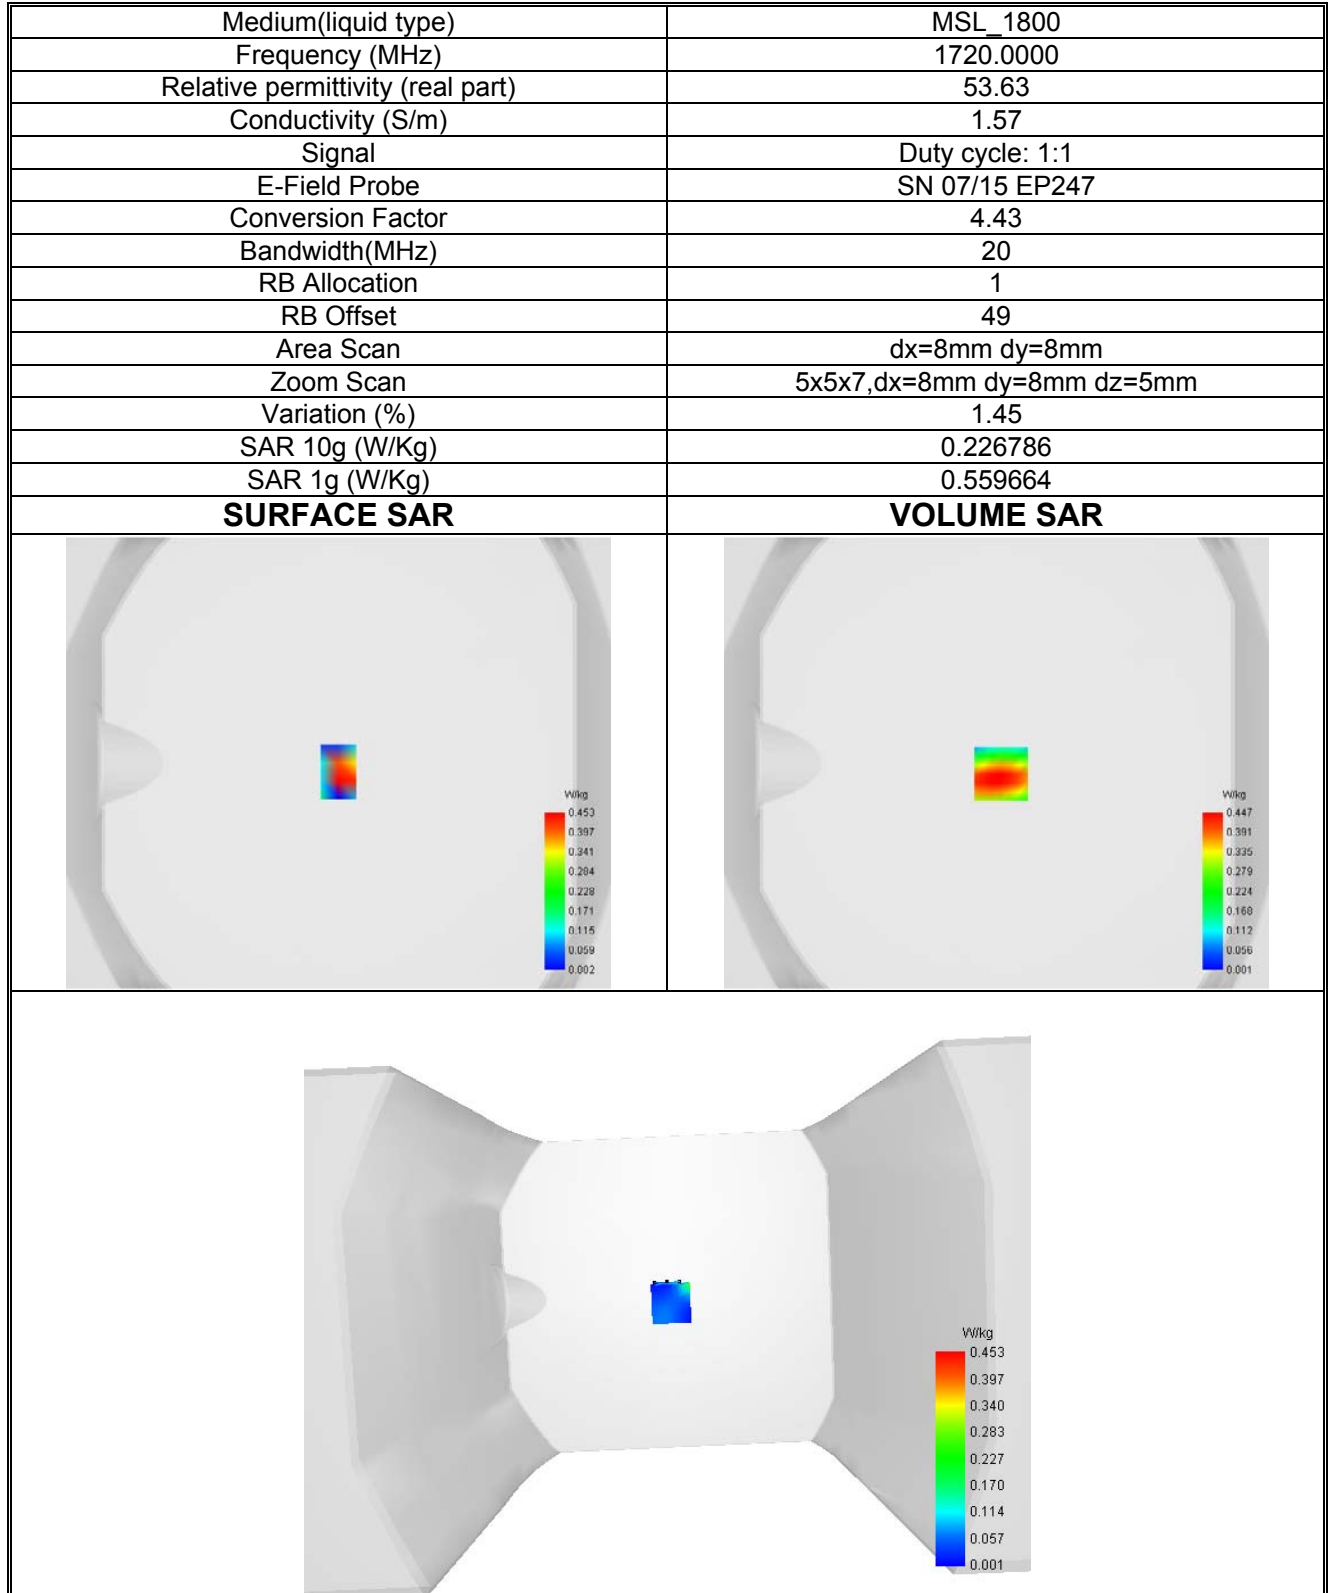 Medium(liquid type) MSL_1800
Frequency (MHz) 1720.0000
Relative permittivity (real part) 53.63
Conductivity (S/m) 1.57
Signal Duty cycle: 1:1
E-Field Probe SN 07/15 EP247
Conversion Factor 4.43
Bandwidth(MHz) 20
RB Allocation 1
RB Offset 49
Area Scan dx=8mm dy=8mm
Zoom Scan 5x5x7,dx=8mm dy=8mm dz=5mm
Variation (%) 1.45
SAR 10g (W/Kg) 0.226786
SAR 1g (W/Kg) 0.559664
SURFACE SAR VOLUME SAR
W/kg
0.453
0.397
0.341
0.284
0.228
0.171
0.115
0.059
0.002
W/kg
0.447
0.391
0.335
0.279
0.224
0.168
0.112
0.056
0.001
W/kg
0.453
0.397
0.340
0.283
0.227
0.170
0.114
0.057
0.001